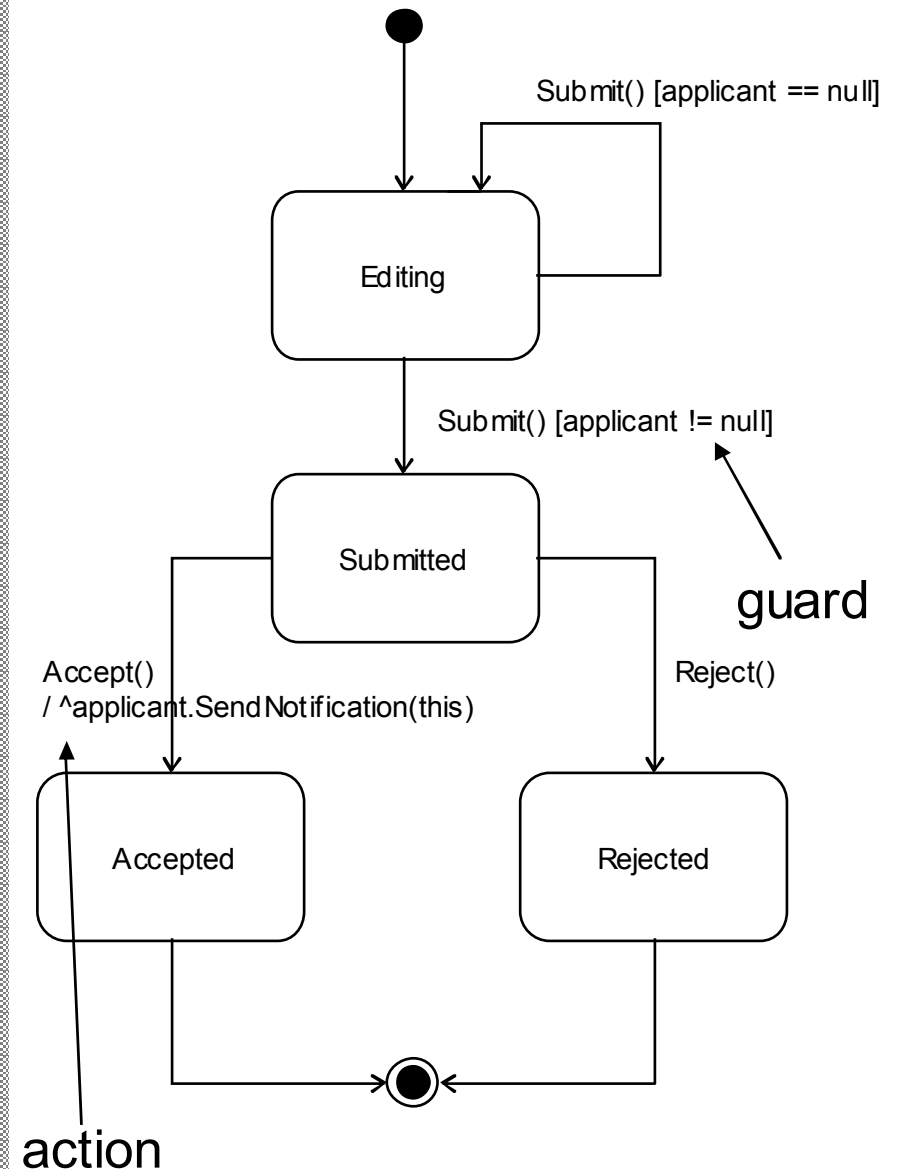 Submit() [applicant == null]
Editing
Submit() [applicant != null]
Submitted
guard
Accept()
/ ^applicant.SendNotification(this)
Reject()
Accepted
Rejected
action